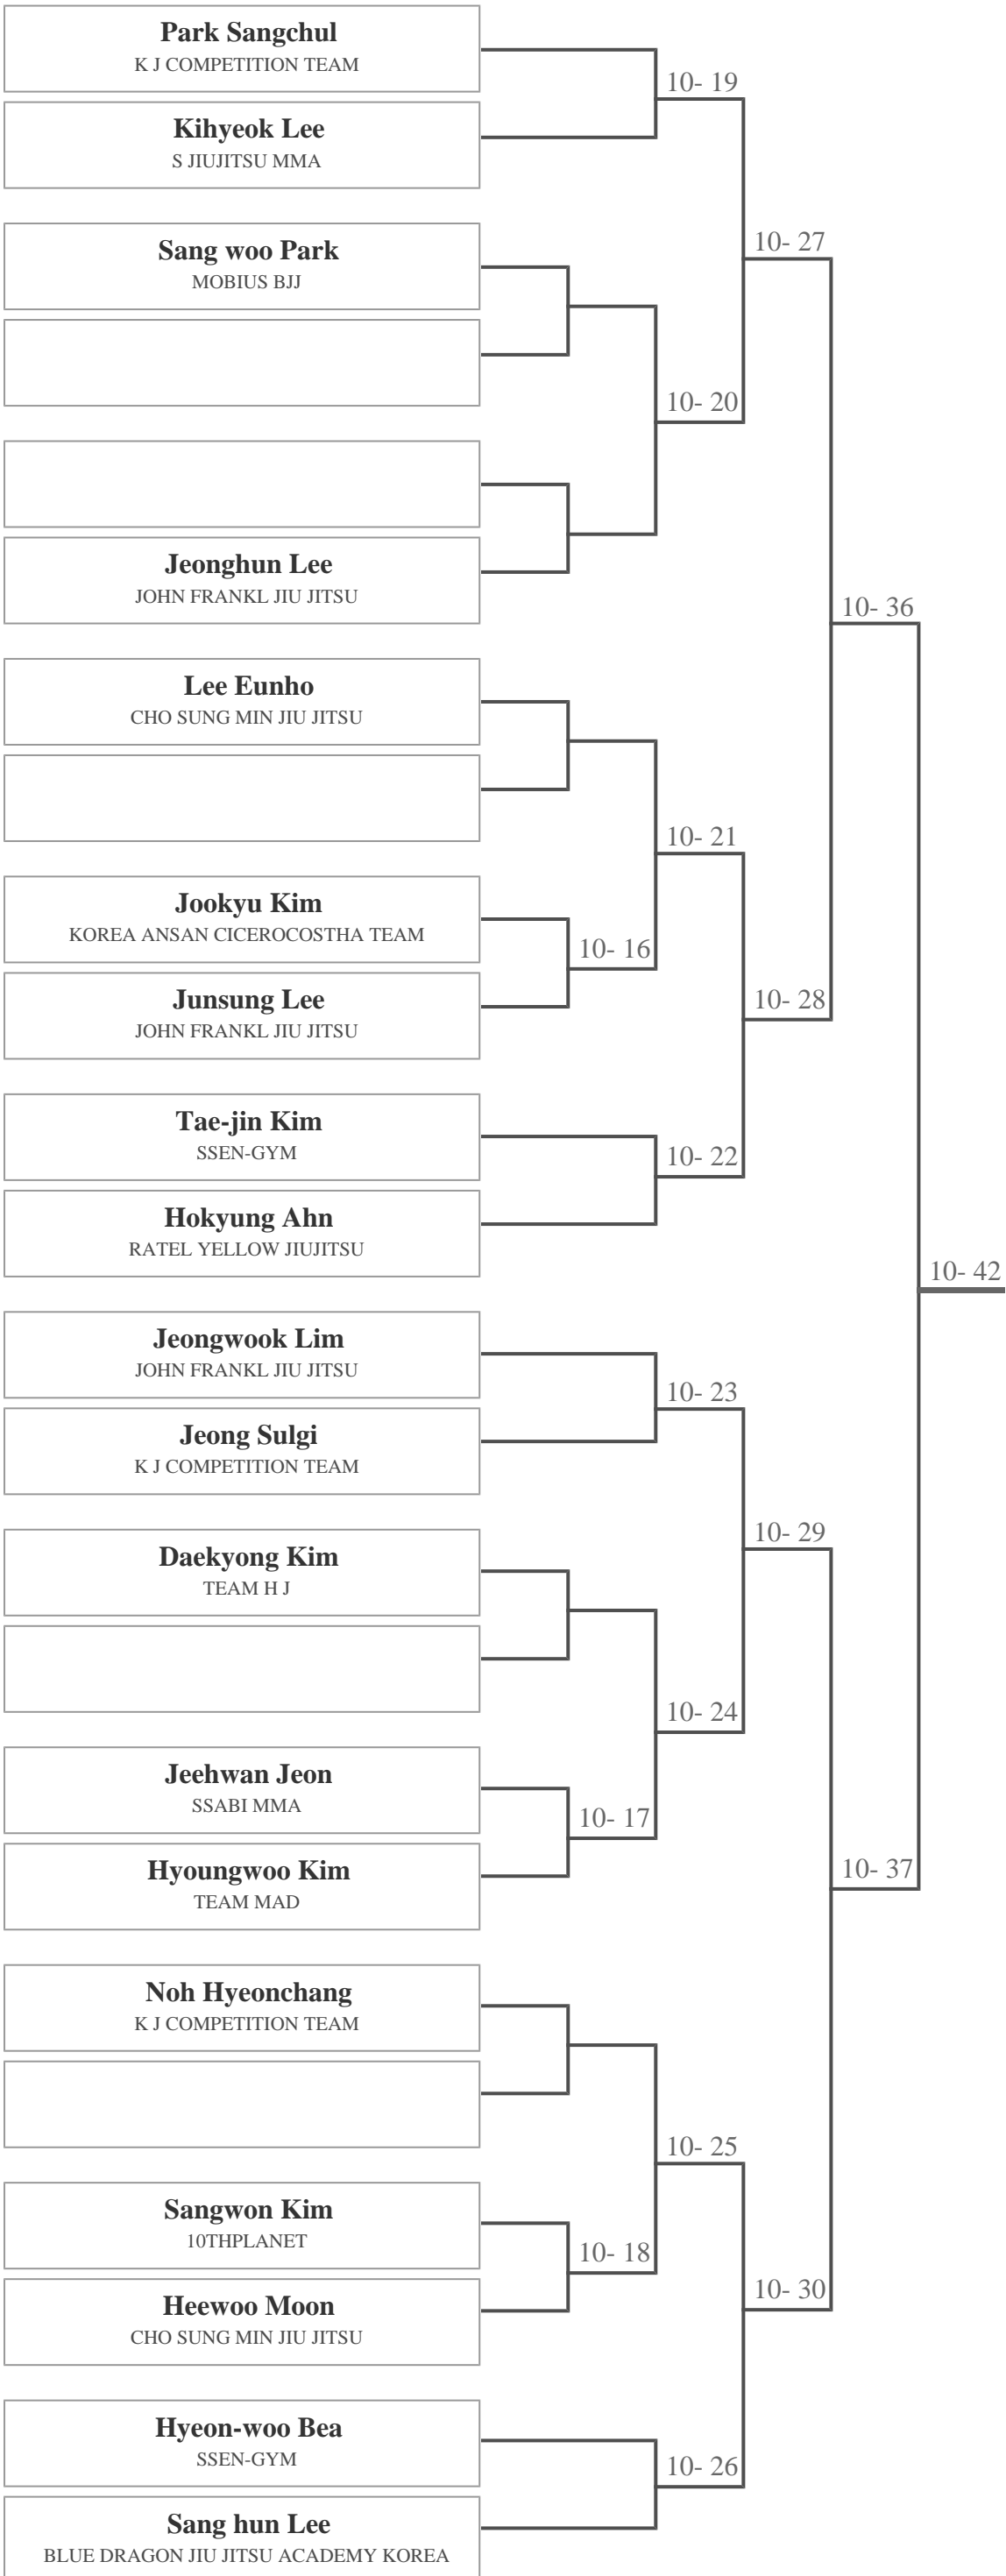 Park Sangchul
K J COMPETITION TEAM
10- 19
Kihyeok Lee
S JIUJITSU MMA
Sang woo Park
MOBIUS BJJ
10- 27
10- 20
Jeonghun Lee
JOHN FRANKL JIU JITSU
10- 36
Lee Eunho
CHO SUNG MIN JIU JITSU
10- 21
Jookyu Kim
KOREA ANSAN CICEROCOSTHA TEAM
10- 16
Junsung Lee
JOHN FRANKL JIU JITSU
10- 28
Tae-jin Kim
SSEN-GYM
10- 22
Hokyung Ahn
RATEL YELLOW JIUJITSU
10- 42
Jeongwook Lim
JOHN FRANKL JIU JITSU
10- 23
Jeong Sulgi
K J COMPETITION TEAM
10- 29
Daekyong Kim
TEAM H J
10- 24
Jeehwan Jeon
SSABI MMA
10- 17
Hyoungwoo Kim
TEAM MAD
10- 37
Noh Hyeonchang
K J COMPETITION TEAM
10- 25
Sangwon Kim
10THPLANET
10- 18
Heewoo Moon
CHO SUNG MIN JIU JITSU
10- 30
Hyeon-woo Bea
SSEN-GYM
10- 26
Sang hun Lee
BLUE DRAGON JIU JITSU ACADEMY KOREA